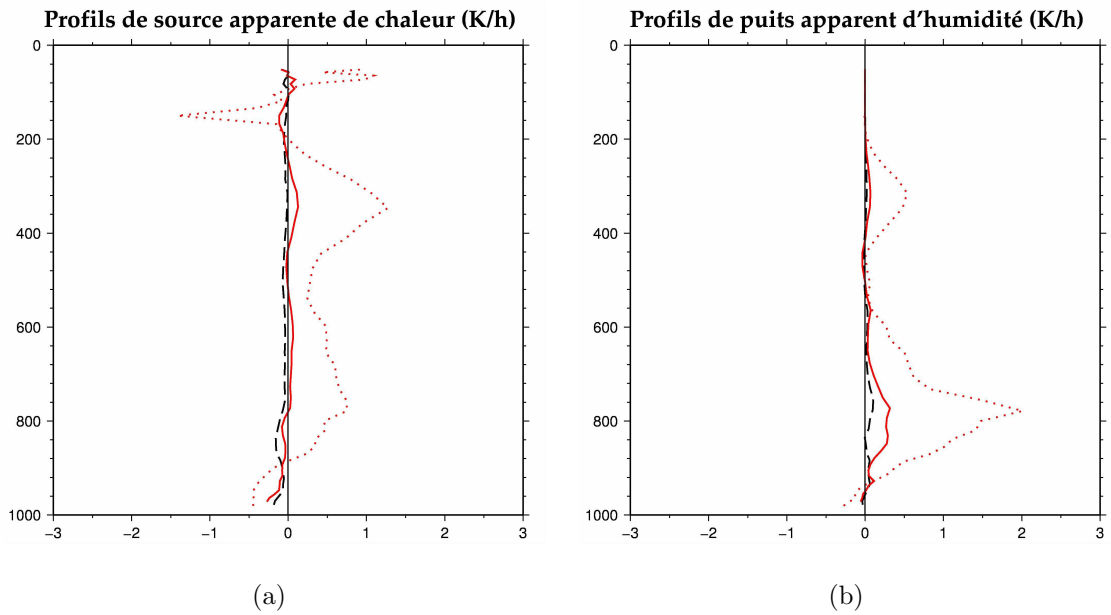 Profils de source apparente de chaleur (K/h)
0
200
400
600
800
1000
−3 −2 −1 0 1 2 3
(a)
Profils de puits apparent d’humidité (K/h)
0
200
400
600
800
1000
−3 −2 −1 0 1 2 3
(b)